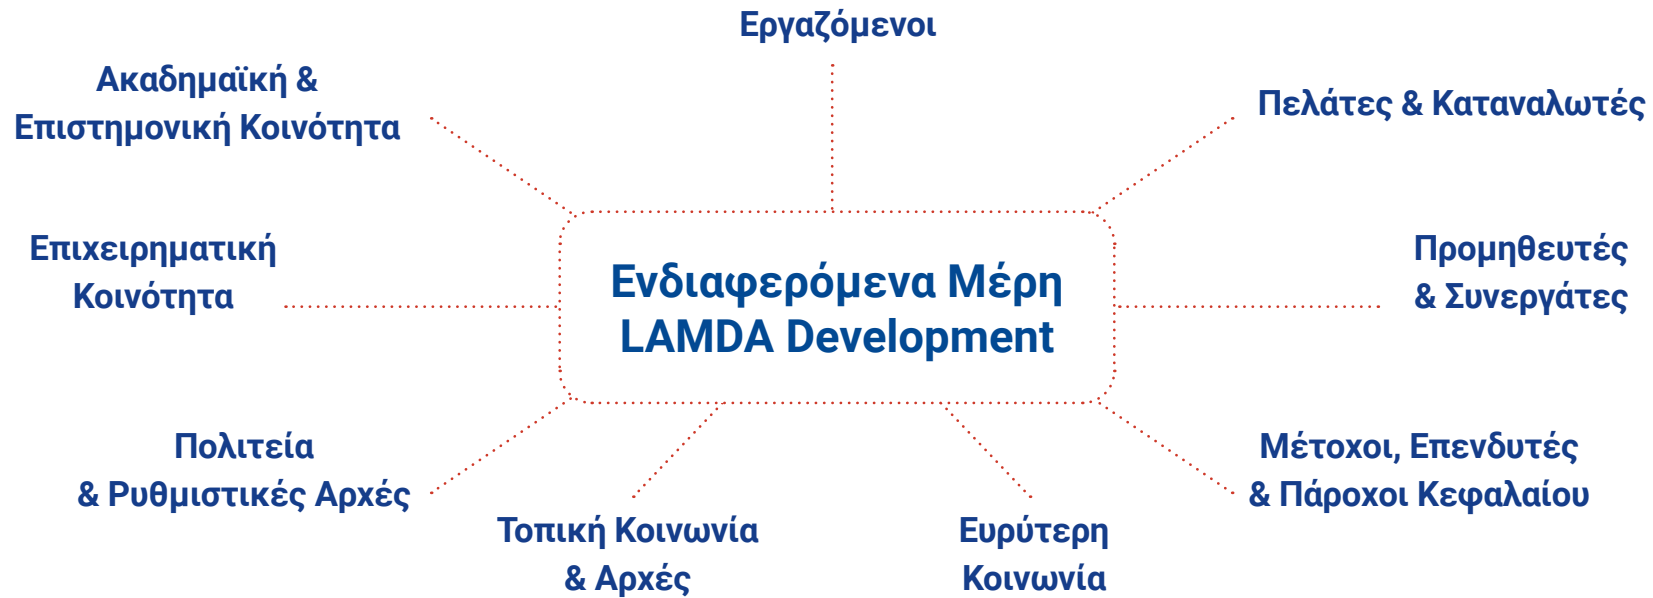 Εργαζόμενοι
Ακαδημαϊκή &
Επιστημονική Κοινότητα
Πελάτες & Καταναλωτές
Επιχειρηματική
Κοινότητα
Ενδιαφερόμενα Μέρη
LAMDA Development
Προμηθευτές
& Συνεργάτες
Πολιτεία
& Ρυθμιστικές Αρχές
Μέτοχοι, Επενδυτές
& Πάροχοι Κεφαλαίου
Τοπική Κοινωνία
& Αρχές
Ευρύτερη
Κοινωνία